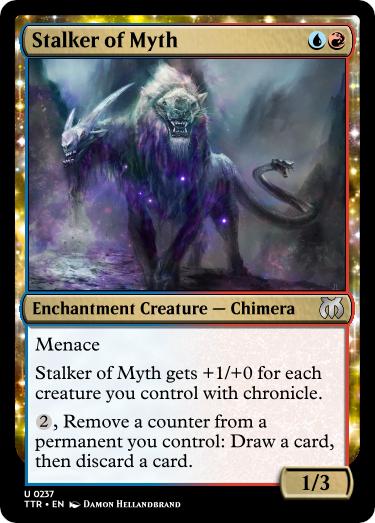 Stalker of Myth
Enchantment Creature — Chimera
Menace
Stalker of Myth gets +1/+0 for each
creature you control with chronicle.
2, Remove a counter from a
permanent you control: Draw a card,
then discard a card.
1/3
U 0237
TTR • EN Damon Hellandbrand